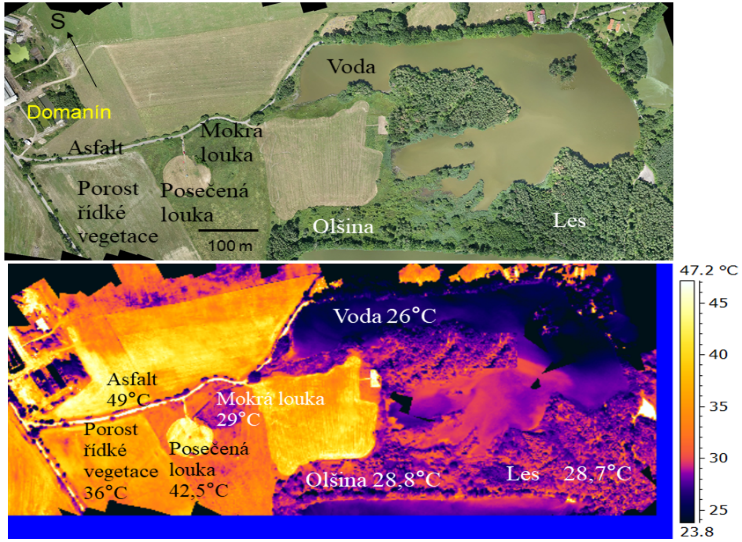 S
Voda
Domanin
Mokrá
louka
Asfalt
Porost
řídké
vegetace
Posečená
louka
100 m
Olšina
Les
47.2 °C
45
40
35
30
25
23.8
Voda 26°C
Asfalt
49°C
Mokrá louka
29°C
Porost
řídké
vegetace
36°C
Posečená
louka
42,5°C
Olšina 28,8°C
Les 28,7°C